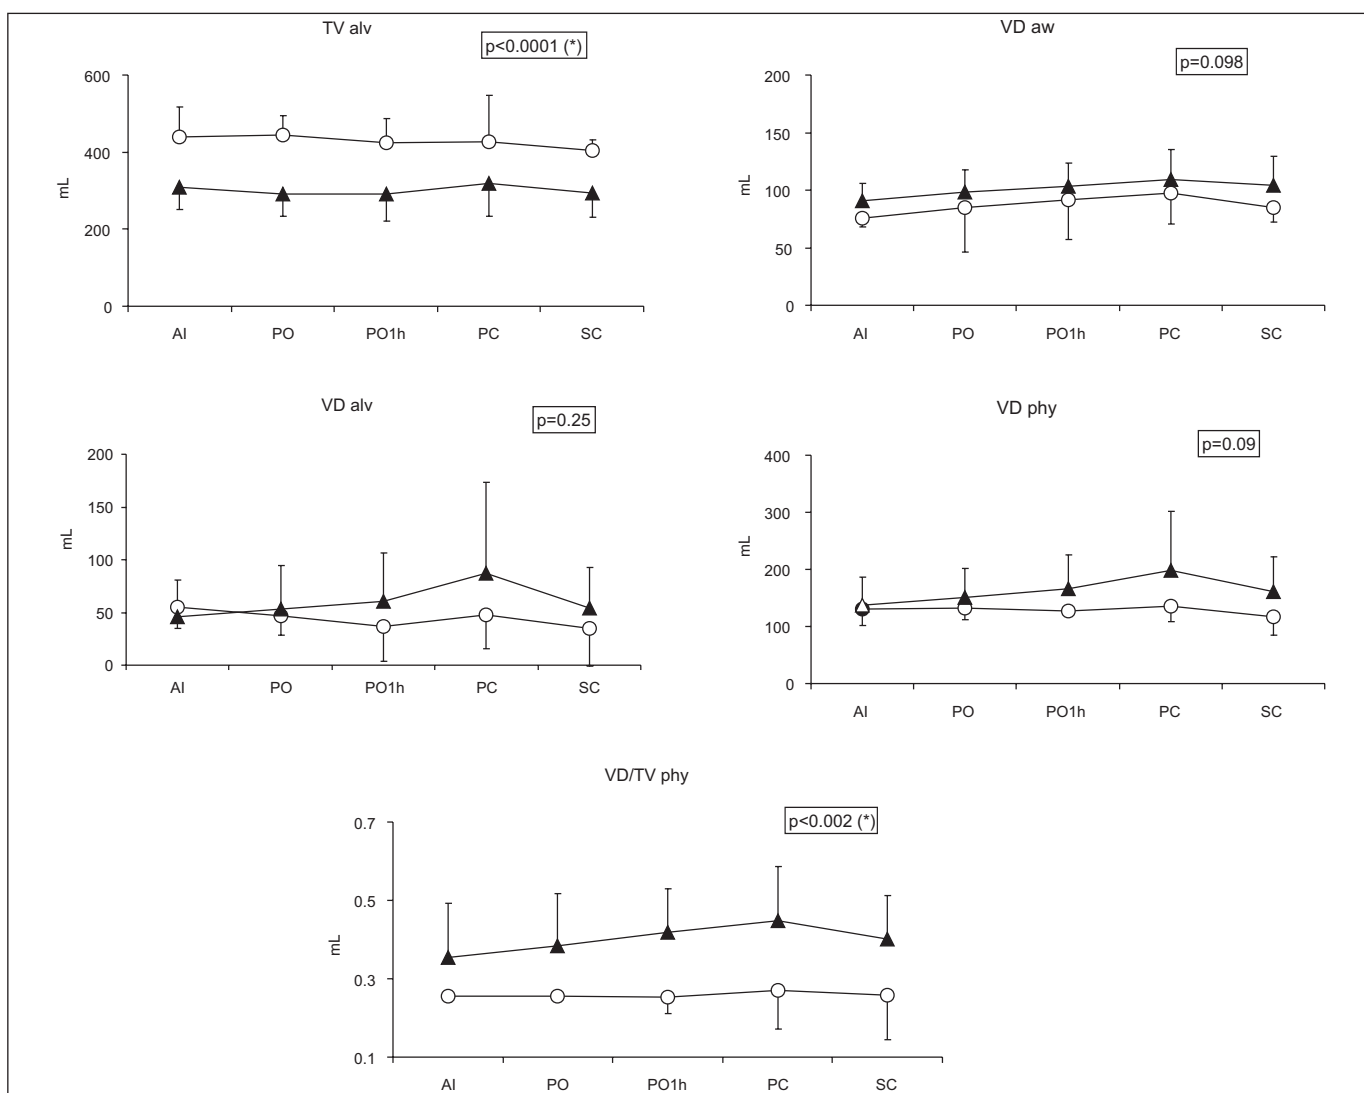 TV alv
p<0.0001 (*)
600
400
200
0
mL
AI PO PO1h PC SC
VD aw
p=0.098
200
150
100
50
0
mL
AI PO PO1h PC SC
VD alv
p=0.25
200
150
100
50
0
mL
AI PO PO1h PC SC
VD phy
p=0.09
400
300
200
100
0
mL
AI PO PO1h PC SC
VD/TV phy
p<0.002 (*)
0.7
0.5
0.3
0.1
mL
AI PO PO1h PC SC